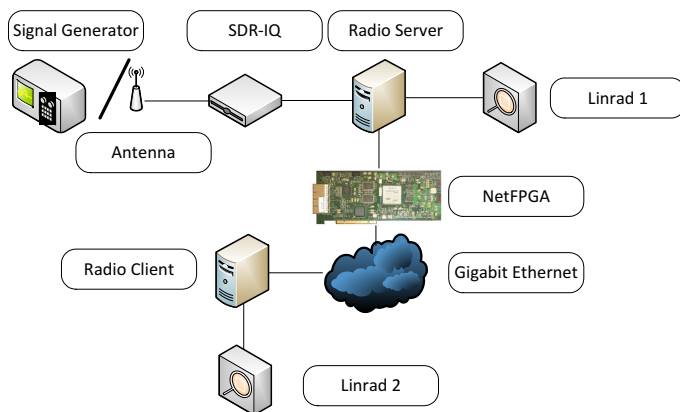 Signal Generator
SDR-IQ
Radio Server
Linrad 1
Antenna
NetFPGA
Radio Client
Gigabit Ethernet
Linrad 2